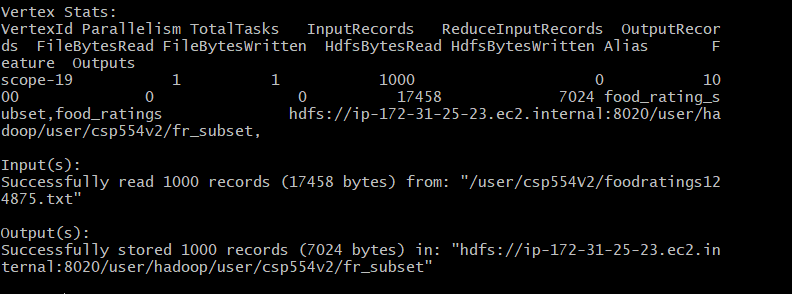 Vertex Stats:
VertexId Parallelism TotalTasks   InputRecords   ReduceInputRecords  OutputRecor
ds  FileBytesRead FileBytesWritten  HdfsBytesRead HdfsBytesWritten Alias        F
eature  Outputs
scope-19            1           1           1000                   0           10
00              0                0          17458             7024 food_rating_s
ubset,food_ratings              hdfs://ip-172-31-25-23.ec2.internal:8020/user/ha
doop/user/csp554v2/fr_subset,
Input(s):
Successfully read 1000 records (17458 bytes) from: "/user/csp554V2/foodratings12
4875.txt"
Output(s):
Successfully stored 1000 records (7024 bytes) in: "hdfs://ip-172-31-25-23.ec2.in
ternal:8020/user/hadoop/user/csp554v2/fr_subset"